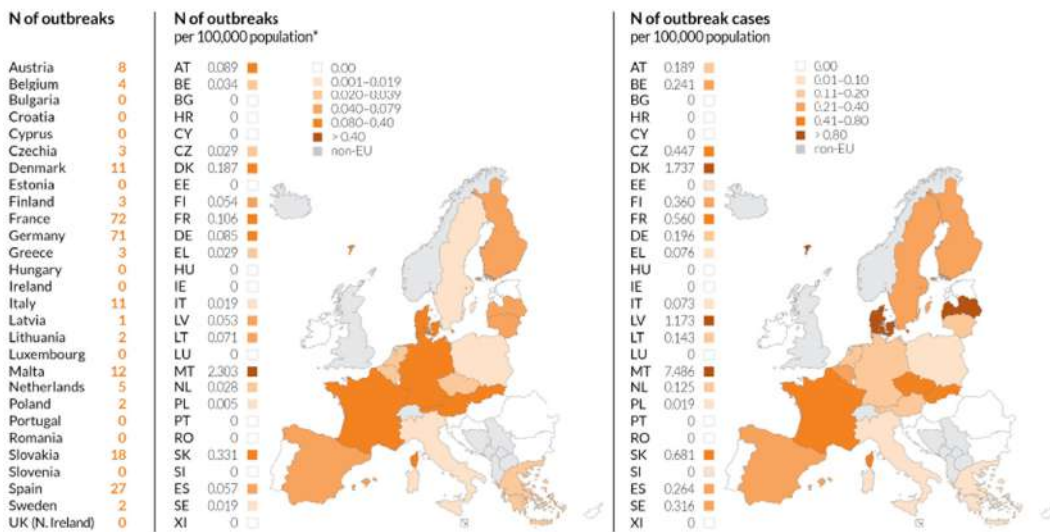 N of outbreaks
Austria 8
Belgium 4
Bulgaria 0
Croatia 0
Cyprus 0
Czechia 3
Denmark 11
Estonia 0
Finland 3
France 72
Germany 71
Greece 3
Hungary 0
Ireland 0
Italy 11
Latvia 1
Lithuania 2
Luxembourg 0
Malta 12
Netherlands 5
Poland 2
Portugal 0
Romania 0
Slovakia 18
Slovenia 0
Spain 27
Sweden 2
UK (N. Ireland) 0
N of outbreaks
per 100,000 population*
AT 0.089
BE 0.034
BG 0
HR 0
CY 0
CZ 0.029
DK 0.187
EE 0
FI 0.054
FR 0.106
DE 0.085
EL 0.029
HU 0
IE 0
IT 0.019
LV 0.053
LT 0.071
LU 0
MT 2.303
NL 0.028
PL 0.005
PT 0
RO 0
SK 0.331
SI 0
ES 0.057
SE 0.019
XI 0
0.00
0.001–0.019
0.020–0.039
0.040–0.079
0.080–0.40
> 0.40
non-EU
N of outbreak cases
per 100,000 population
AT 0.189
BE 0.241
BG 0
HR 0
CY 0
CZ 0.447
DK 1.737
EE 0
FI 0.360
FR 0.560
DE 0.196
EL 0.076
HU 0
IE 0
IT 0.073
LV 1.173
LT 0.143
LU 0
MT 7.486
NL 0.125
PL 0.019
PT 0
RO 0
SK 0.681
SI 0
ES 0.264
SE 0.316
XI 0
0.00
0.01–0.10
0.11–0.20
0.21–0.40
0.41–0.80
> 0.80
non-EU